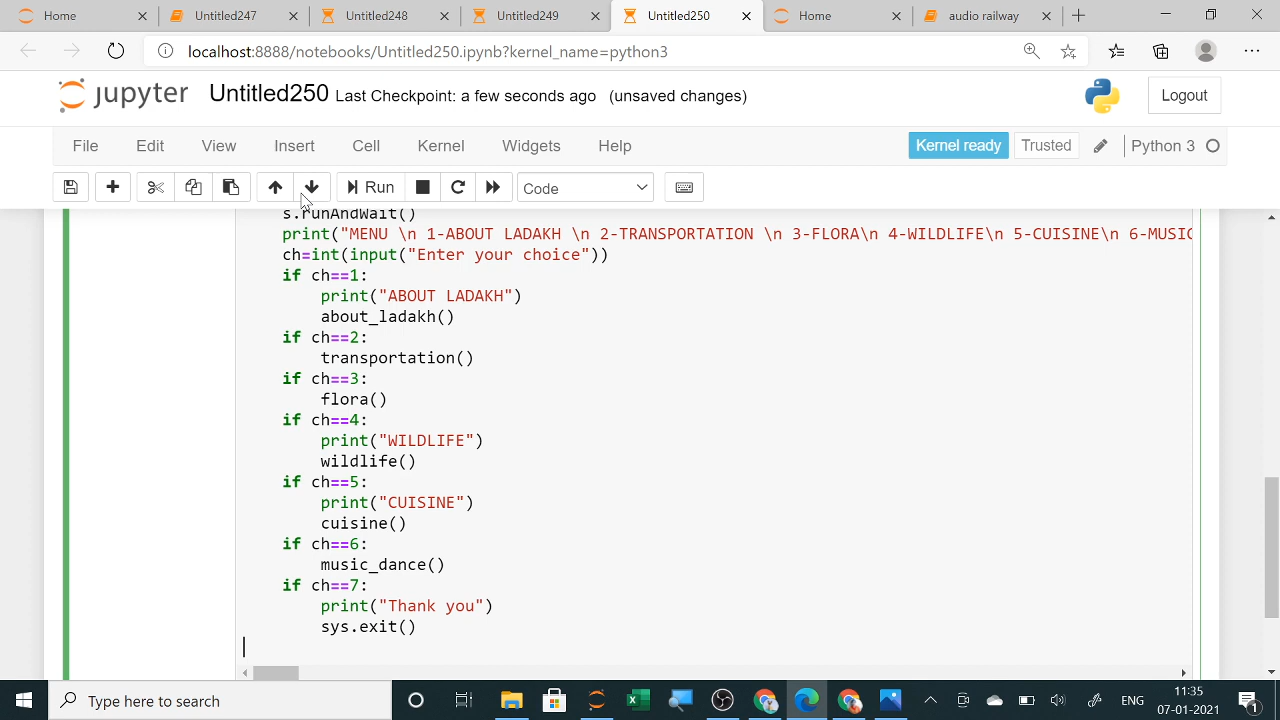 Home
Untitled247
Untitled248
Untitled249
Untitled250
Home
audio railway
localhost:8888/notebooks/Untitled250.ipynb?kernel_name=python3
jupyter Untitled250 Last Checkpoint: a few seconds ago (unsaved changes)
Logout
File Edit View Insert Cell Kernel Widgets Help
Kernel ready Trusted Python 3
Run Code
s.runAndWait()
print("MENU \n 1-ABOUT LADAKH \n 2-TRANSPORTATION \n 3-FLORA\n 4-WILDLIFE\n 5-CUISINE\n 6-MUSIC
ch=int(input("Enter your choice"))
if ch==1:
print("ABOUT LADAKH")
about_ladakh()
if ch==2:
transportation()
if ch==3:
flora()
if ch==4:
print("WILDLIFE")
wildlife()
if ch==5:
print("CUISINE")
cuisine()
if ch==6:
music_dance()
if ch==7:
print("Thank you")
sys.exit()
Type here to search
ENG
11:35
07-01-2021
1